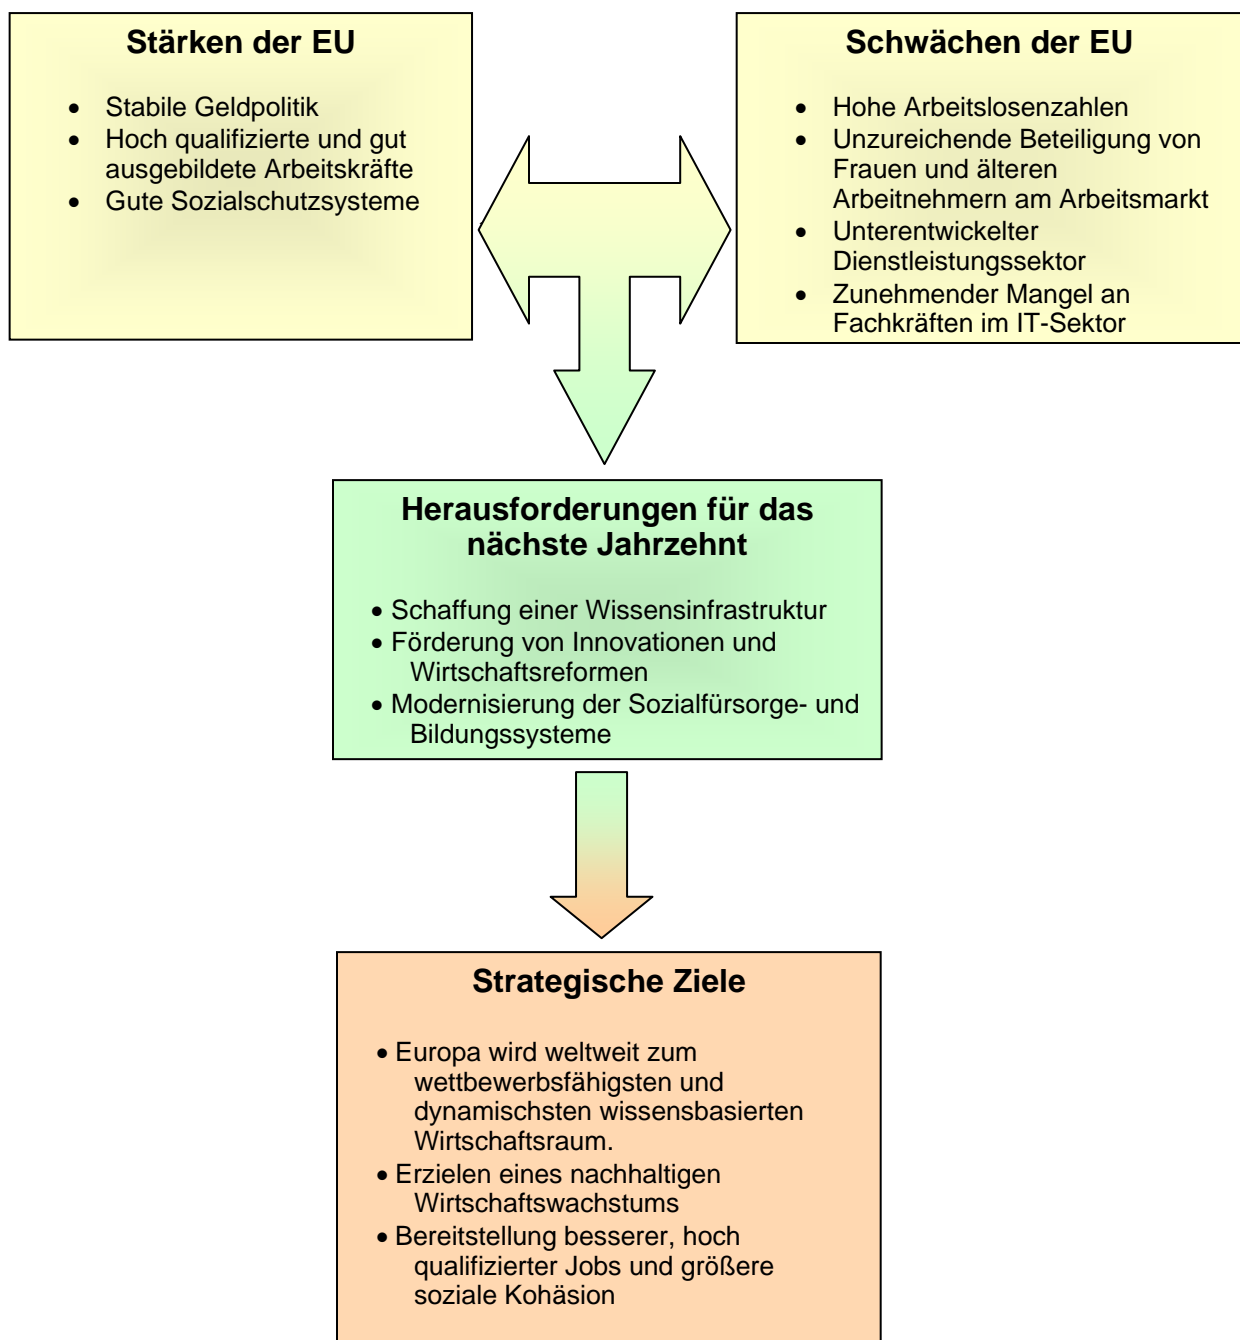 Stärken der EU
• Stabile Geldpolitik
• Hoch qualifizierte und gut
ausgebildete Arbeitskräfte
• Gute Sozialschutzsysteme
Schwächen der EU
• Hohe Arbeitslosenzahlen
• Unzureichende Beteiligung von
Frauen und älteren
Arbeitnehmern am Arbeitsmarkt
• Unterentwickelter
Dienstleistungssektor
• Zunehmender Mangel an
Fachkräften im IT-Sektor
Herausforderungen für das
nächste Jahrzehnt
• Schaffung einer Wissensinfrastruktur
• Förderung von Innovationen und
Wirtschaftsreformen
• Modernisierung der Sozialfürsorge- und
Bildungssysteme
Strategische Ziele
• Europa wird weltweit zum
wettbewerbsfähigsten und
dynamischsten wissensbasierten
Wirtschaftsraum.
• Erzielen eines nachhaltigen
Wirtschaftswachstums
• Bereitstellung besserer, hoch
qualifizierter Jobs und größere
soziale Kohäsion